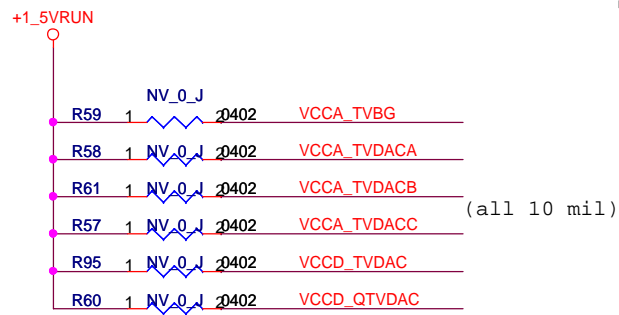 +1_5VRUN
NV_0_J
R59 1 2 0402 VCCA_TVBG
R58 1 NV_0_J 2 0402 VCCA_TVDACA
R61 1 NV_0_J 2 0402 VCCA_TVDACB
(all 10 mil)
R57 1 NV_0_J 2 0402 VCCA_TVDACC
R95 1 NV_0_J 2 0402 VCCD_TVDAC
R60 1 NV_0_J 2 0402 VCCD_QTVDAC